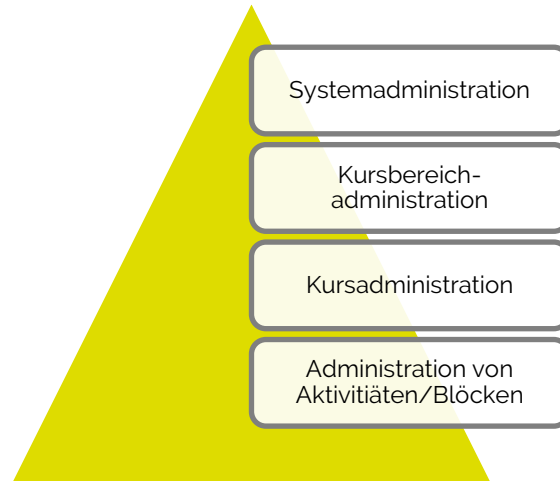 Systemadministration
Kursbereich-
administration
Kursadministration
Administration von
Aktivitiäten/Blöcken